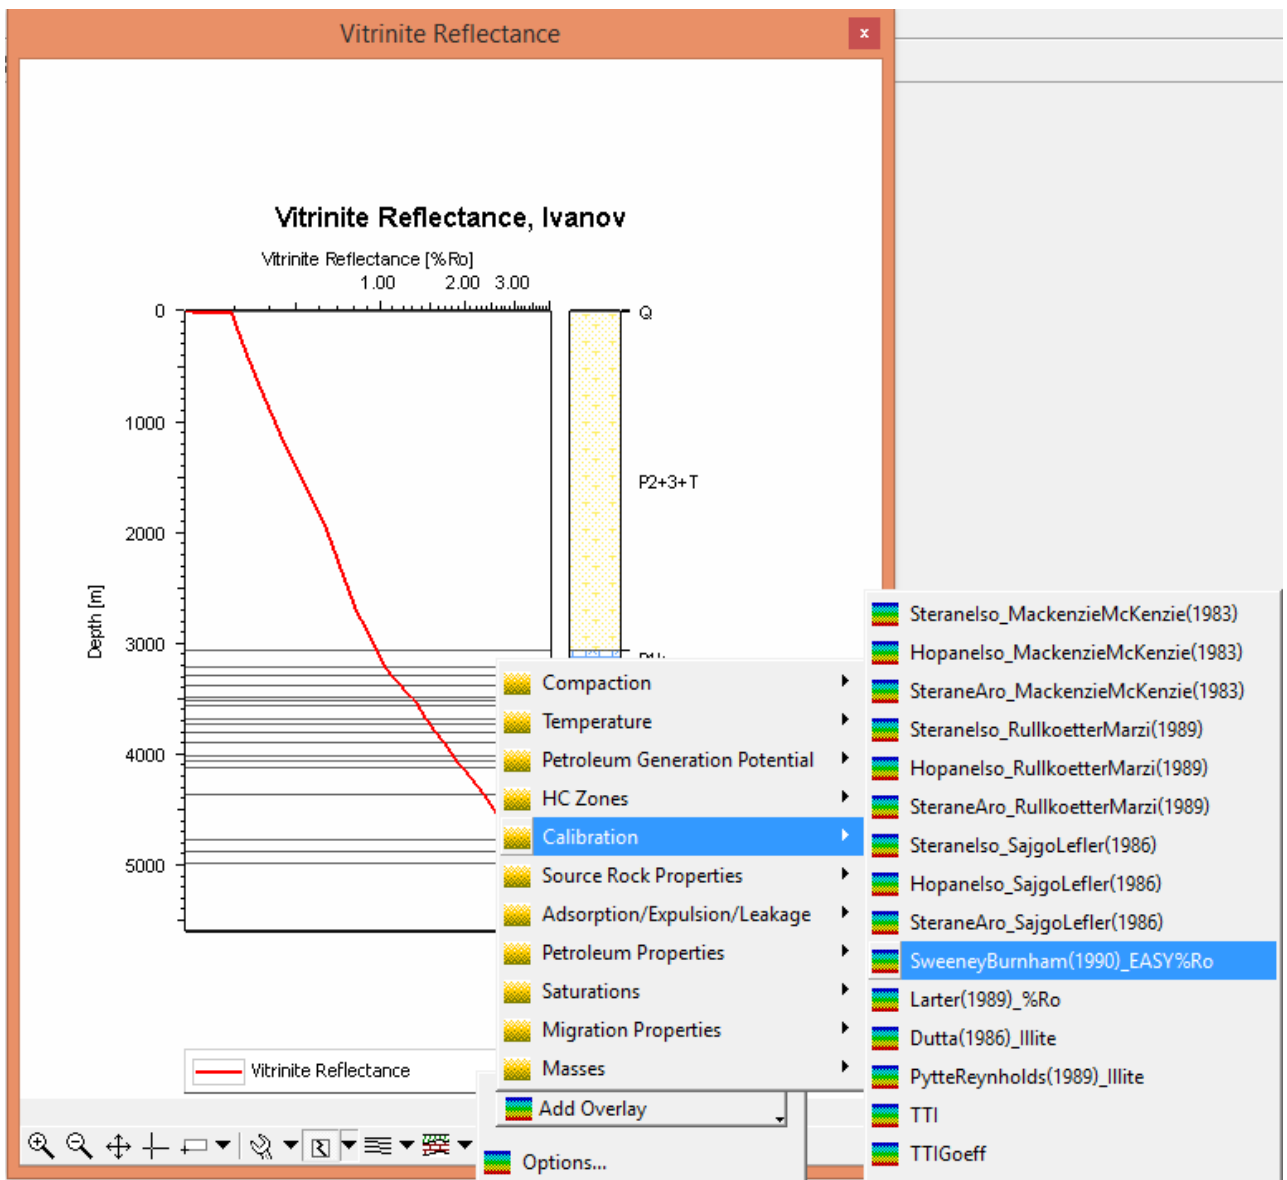 Vitrinite Reflectance
x
Vitrinite Reflectance, Ivanov
Vitrinite Reflectance [%Ro]
1.00 2.00 3.00
0
Q
1000
P2+3+T
2000
Depth [m]
3000
4000
5000
Vitrinite Reflectance
Compaction
Temperature
Petroleum Generation Potential
HC Zones
Calibration
Source Rock Properties
Adsorption/Expulsion/Leakage
Petroleum Properties
Saturations
Migration Properties
Masses
Add Overlay
Options...
SteraneIso_MackenzieMcKenzie(1983)
HopaneIso_MackenzieMcKenzie(1983)
SteraneAro_MackenzieMcKenzie(1983)
SteraneIso_RullkoetterMarzi(1989)
HopaneIso_RullkoetterMarzi(1989)
SteraneAro_RullkoetterMarzi(1989)
SteraneIso_SajgoLefler(1986)
HopaneIso_SajgoLefler(1986)
SteraneAro_SajgoLefler(1986)
SweeneyBurnham(1990)_EASY%Ro
Larter(1989)_%Ro
Dutta(1986)_Illite
PytteReynholds(1989)_Illite
TTI
TTIGoeff